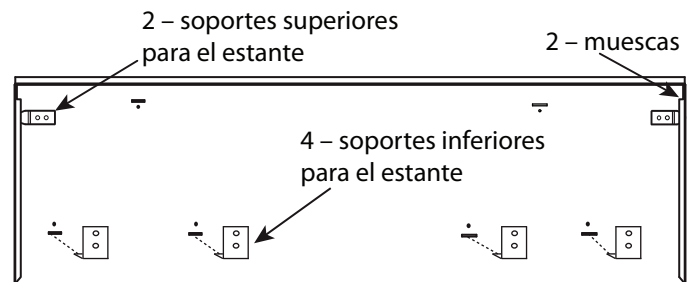 2 – soportes superiores
para el estante
2 – muescas
4 – soportes inferiores
para el estante